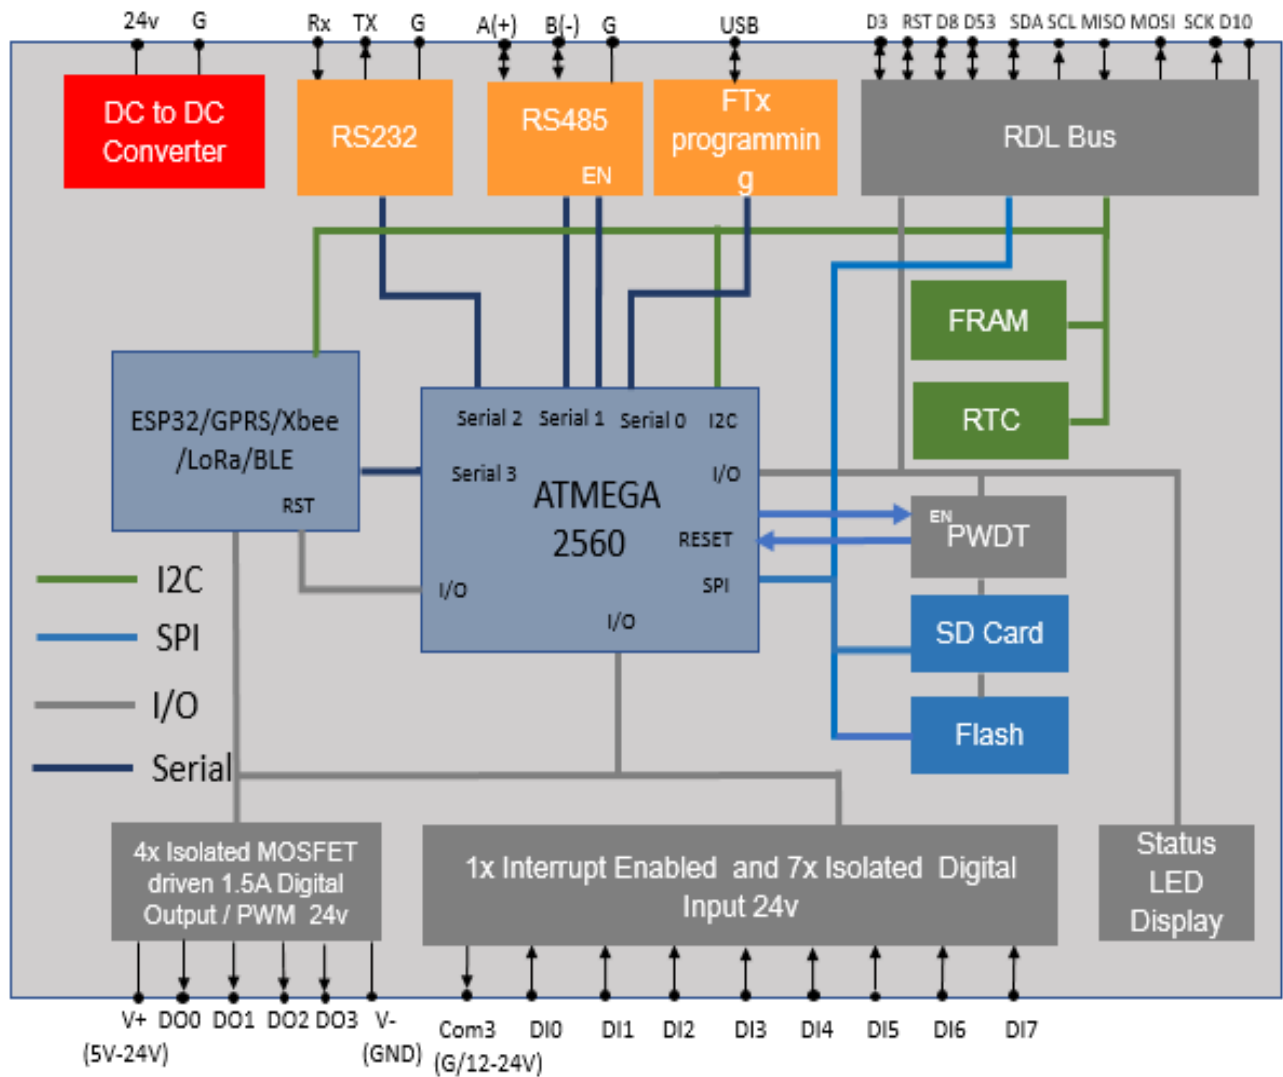 24v G Rx TX G A(+) B(-) G USB D3 RST D8 D53 SDA SCL MISO MOSI SCK D10
DC to DC
Converter
RS232
RS485
EN
FTx
programmin
g
RDL Bus
FRAM
RTC
ESP32/GPRS/Xbee
/LoRa/BLE
RST
Serial 2 Serial 1 Serial 0 I2C
Serial 3 I/O
ATMEGA
2560
RESET
SPI
I/O
I/O
EN
PWDT
SD Card
Flash
I2C
SPI
I/O
Serial
4x Isolated MOSFET
driven 1.5A Digital
Output / PWM 24v
1x Interrupt Enabled and 7x Isolated Digital
Input 24v
Status
LED
Display
V+ DO0 DO1 DO2 DO3 V-
(5V-24V) (GND)
Com3 DI0 DI1 DI2 DI3 DI4 DI5 DI6 DI7
(G/12-24V)